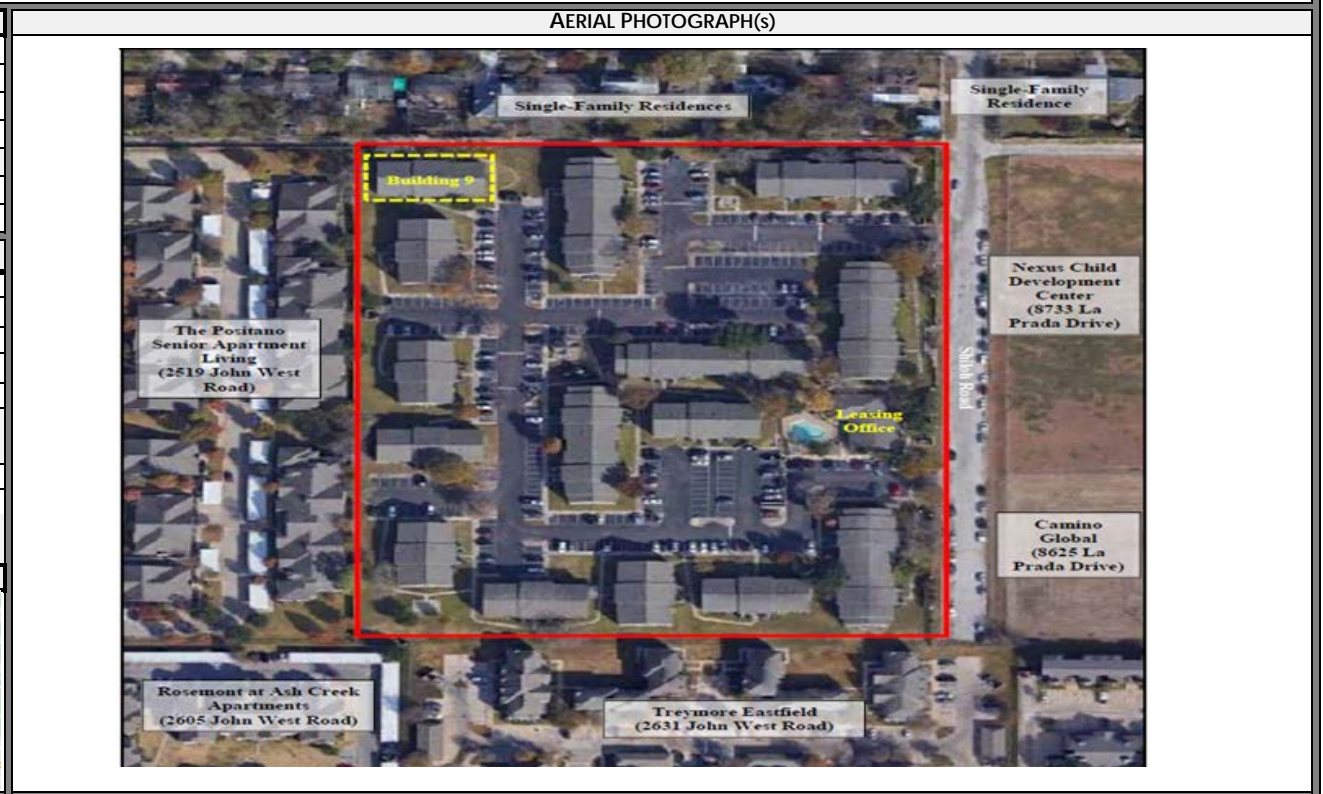 AERIAL PHOTOGRAPH(s)
Single-Family Residences
Single-Family
Residence
Building 9
Nexus Child
Development
Center
(8733 La
Prada Drive)
The Positano
Senior Apartment
Living
(2519 John West
Road)
Shiloh Road
Leasing
Office
Camino
Global
(8625 La
Prada Drive)
Rosemont at Ash Creek
Apartments
(2605 John West Road)
Treymore Eastfield
(2631 John West Road)